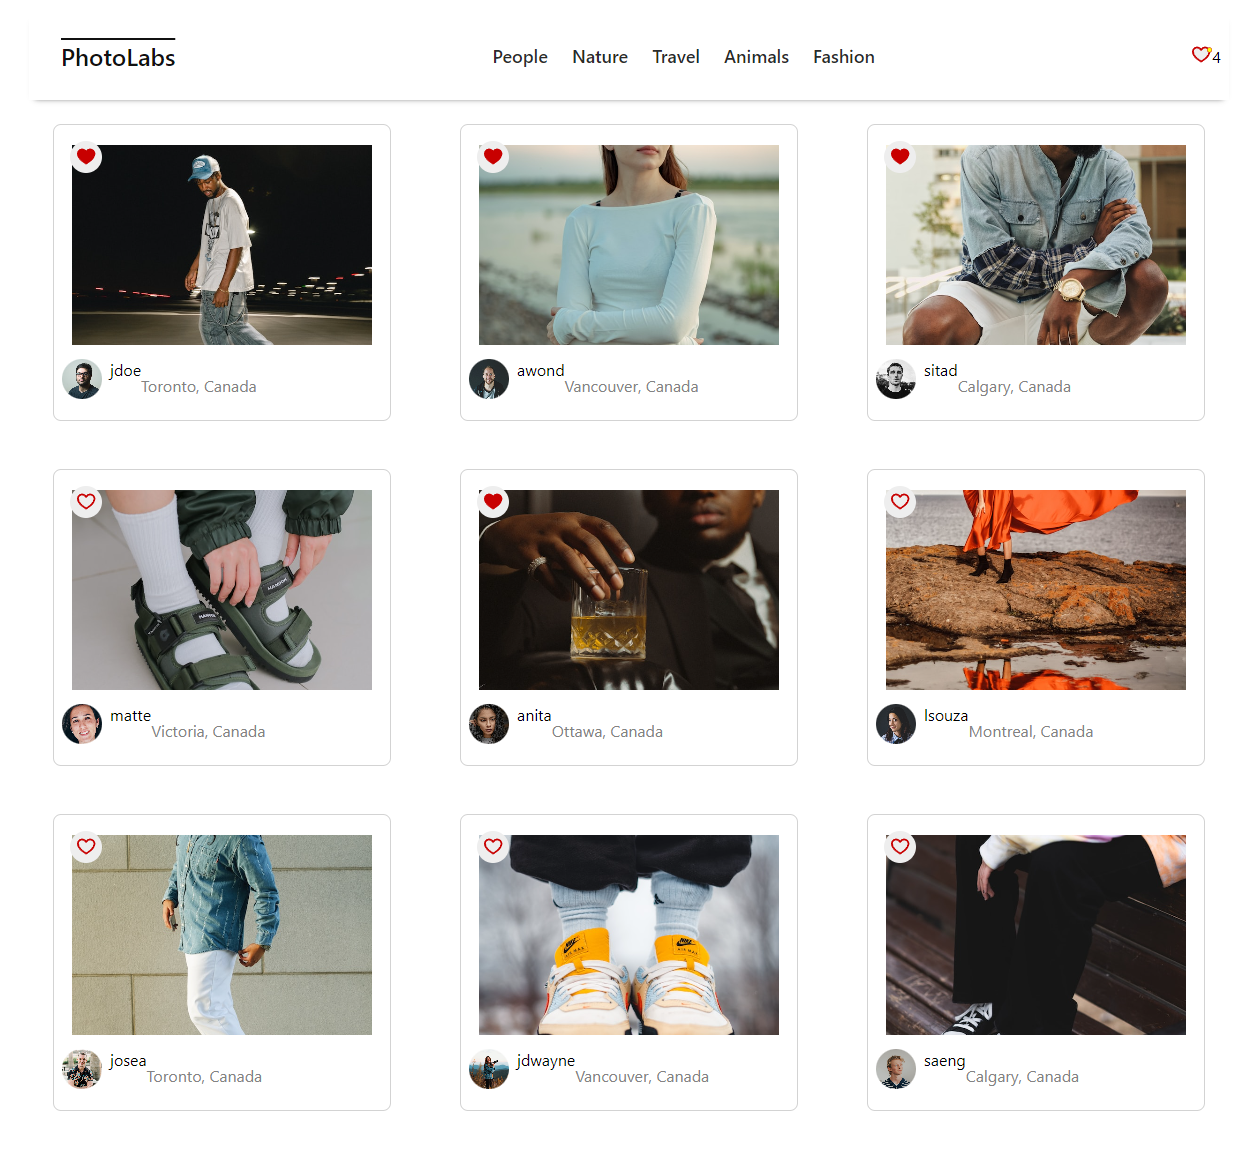 PhotoLabs
People Nature Travel Animals Fashion
4
jdoe
Toronto, Canada
awond
Vancouver, Canada
sitad
Calgary, Canada
matte
Victoria, Canada
anita
Ottawa, Canada
lsouza
Montreal, Canada
josea
Toronto, Canada
jdwayne
Vancouver, Canada
saeng
Calgary, Canada